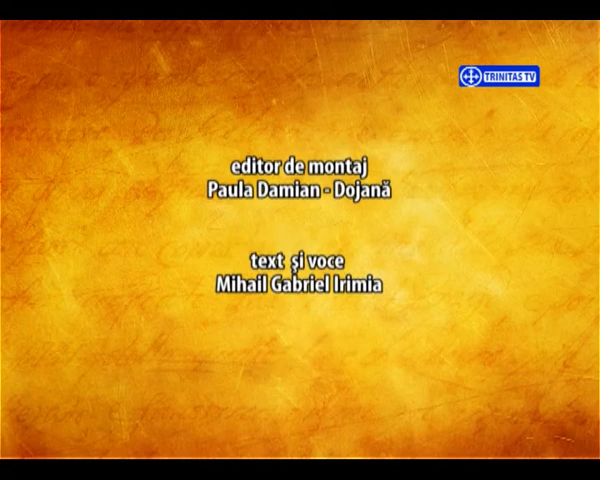 TRINITAS TV
editor de montaj
Paula Damian - Dojană
text și voce
Mihail Gabriel Irimia